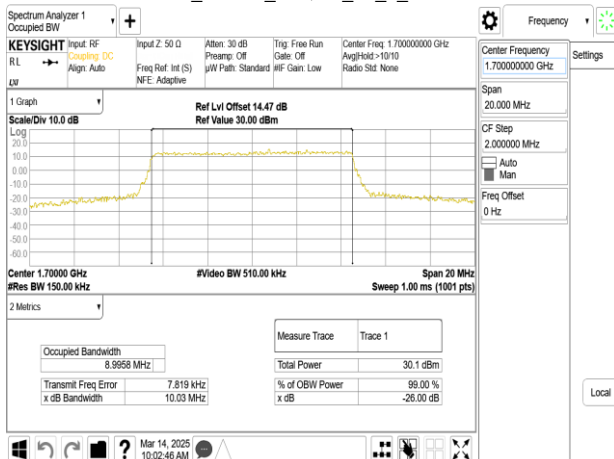 Spectrum Analyzer 1
Occupied BW
+
Frequency
KEYSIGHT
RL
Input: RF
Coupling: DC
Align: Auto
Input Z: 50 Ω
Freq Ref: Int (S)
NFE: Adaptive
Atten: 30 dB
Preamp: Off
µW Path: Standard
Trig: Free Run
Gate: Off
#IF Gain: Low
Center Freq: 1.700000000 GHz
Avg|Hold:>10/10
Radio Std: None
Center Frequency
1.700000000 GHz
Settings
Span
20.000 MHz
CF Step
2.000000 MHz
Auto
Man
Freq Offset
0 Hz
1 Graph
Scale/Div 10.0 dB
Ref Lvl Offset 14.47 dB
Ref Value 30.00 dBm
Log
20.0
10.0
0.00
-10.0
-20.0
-30.0
-40.0
-50.0
-60.0
Center 1.70000 GHz
#Video BW 510.00 kHz
Span 20 MHz
#Res BW 150.00 kHz
Sweep 1.00 ms (1001 pts)
2 Metrics
Measure Trace Trace 1
Occupied Bandwidth
8.9958 MHz
Total Power 30.1 dBm
Transmit Freq Error 7.819 kHz
% of OBW Power 99.00 %
x dB Bandwidth 10.03 MHz
x dB -26.00 dB
Local
?
Mar 14, 2025
10:02:46 AM